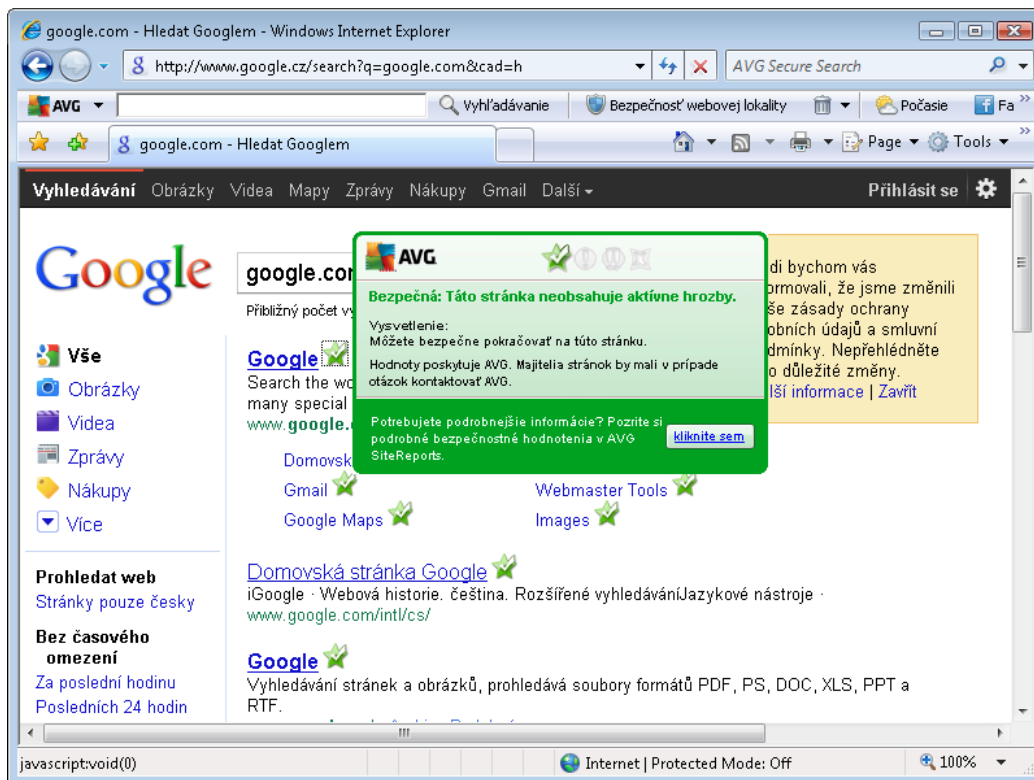 google.com - Hledat Googlem - Windows Internet Explorer
http://www.google.cz/search?q=google.com&cad=h
AVG Secure Search
AVG
Vyhľadávanie
Bezpečnosť webovej lokality
Počasie
Fa
google.com - Hledat Googlem
Page
Tools
Vyhledávání Obrázky Videa Mapy Zprávy Nákupy Gmail Další
Přihlásit se
Google
google.co
Přibližný počet v
AVG
Bezpečná: Táto stránka neobsahuje aktívne hrozby.
Vysvetlenie:
Môžete bezpečne pokračovať na túto stránku.
Hodnoty poskytuje AVG. Majitelia stránok by mali v prípade
otázok kontaktovať AVG.
Potrebujete podrobnejšie informácie? Pozrite si
podrobné bezpečnostné hodnotenia v AVG
SiteReports.
kliknite sem
di bychom vás
ormovali, že jsme změnili
še zásady ochrany
obních údajů a smluvní
dmínky. Nepřehlédněte
o důležité změny.
lší informace | Zavřít
Vše
Obrázky
Videa
Zprávy
Nákupy
Více
Prohledat web
Stránky pouze česky
Bez časového
omezení
Za poslední hodinu
Posledních 24 hodin
Google
Search the wo
many special
www.google.
Domovsk
Gmail
Webmaster Tools
Google Maps
Images
Domovská stránka Google
iGoogle · Webová historie. čeština. Rozšířené vyhledáváníJazykové nástroje ·
www.google.com/intl/cs/
Google
Vyhledávání stránek a obrázků, prohledává soubory formátů PDF, PS, DOC, XLS, PPT a
RTF.
javascript:void(0)
Internet | Protected Mode: Off
100%